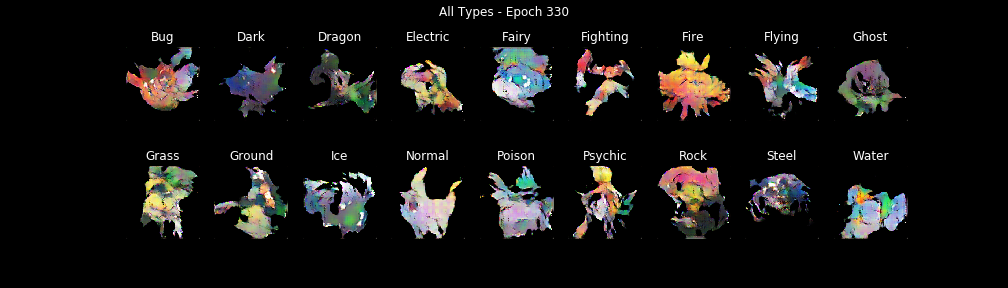 All Types - Epoch 330
Bug Dark Dragon Electric Fairy Fighting Fire Flying Ghost
Grass Ground Ice Normal Poison Psychic Rock Steel Water